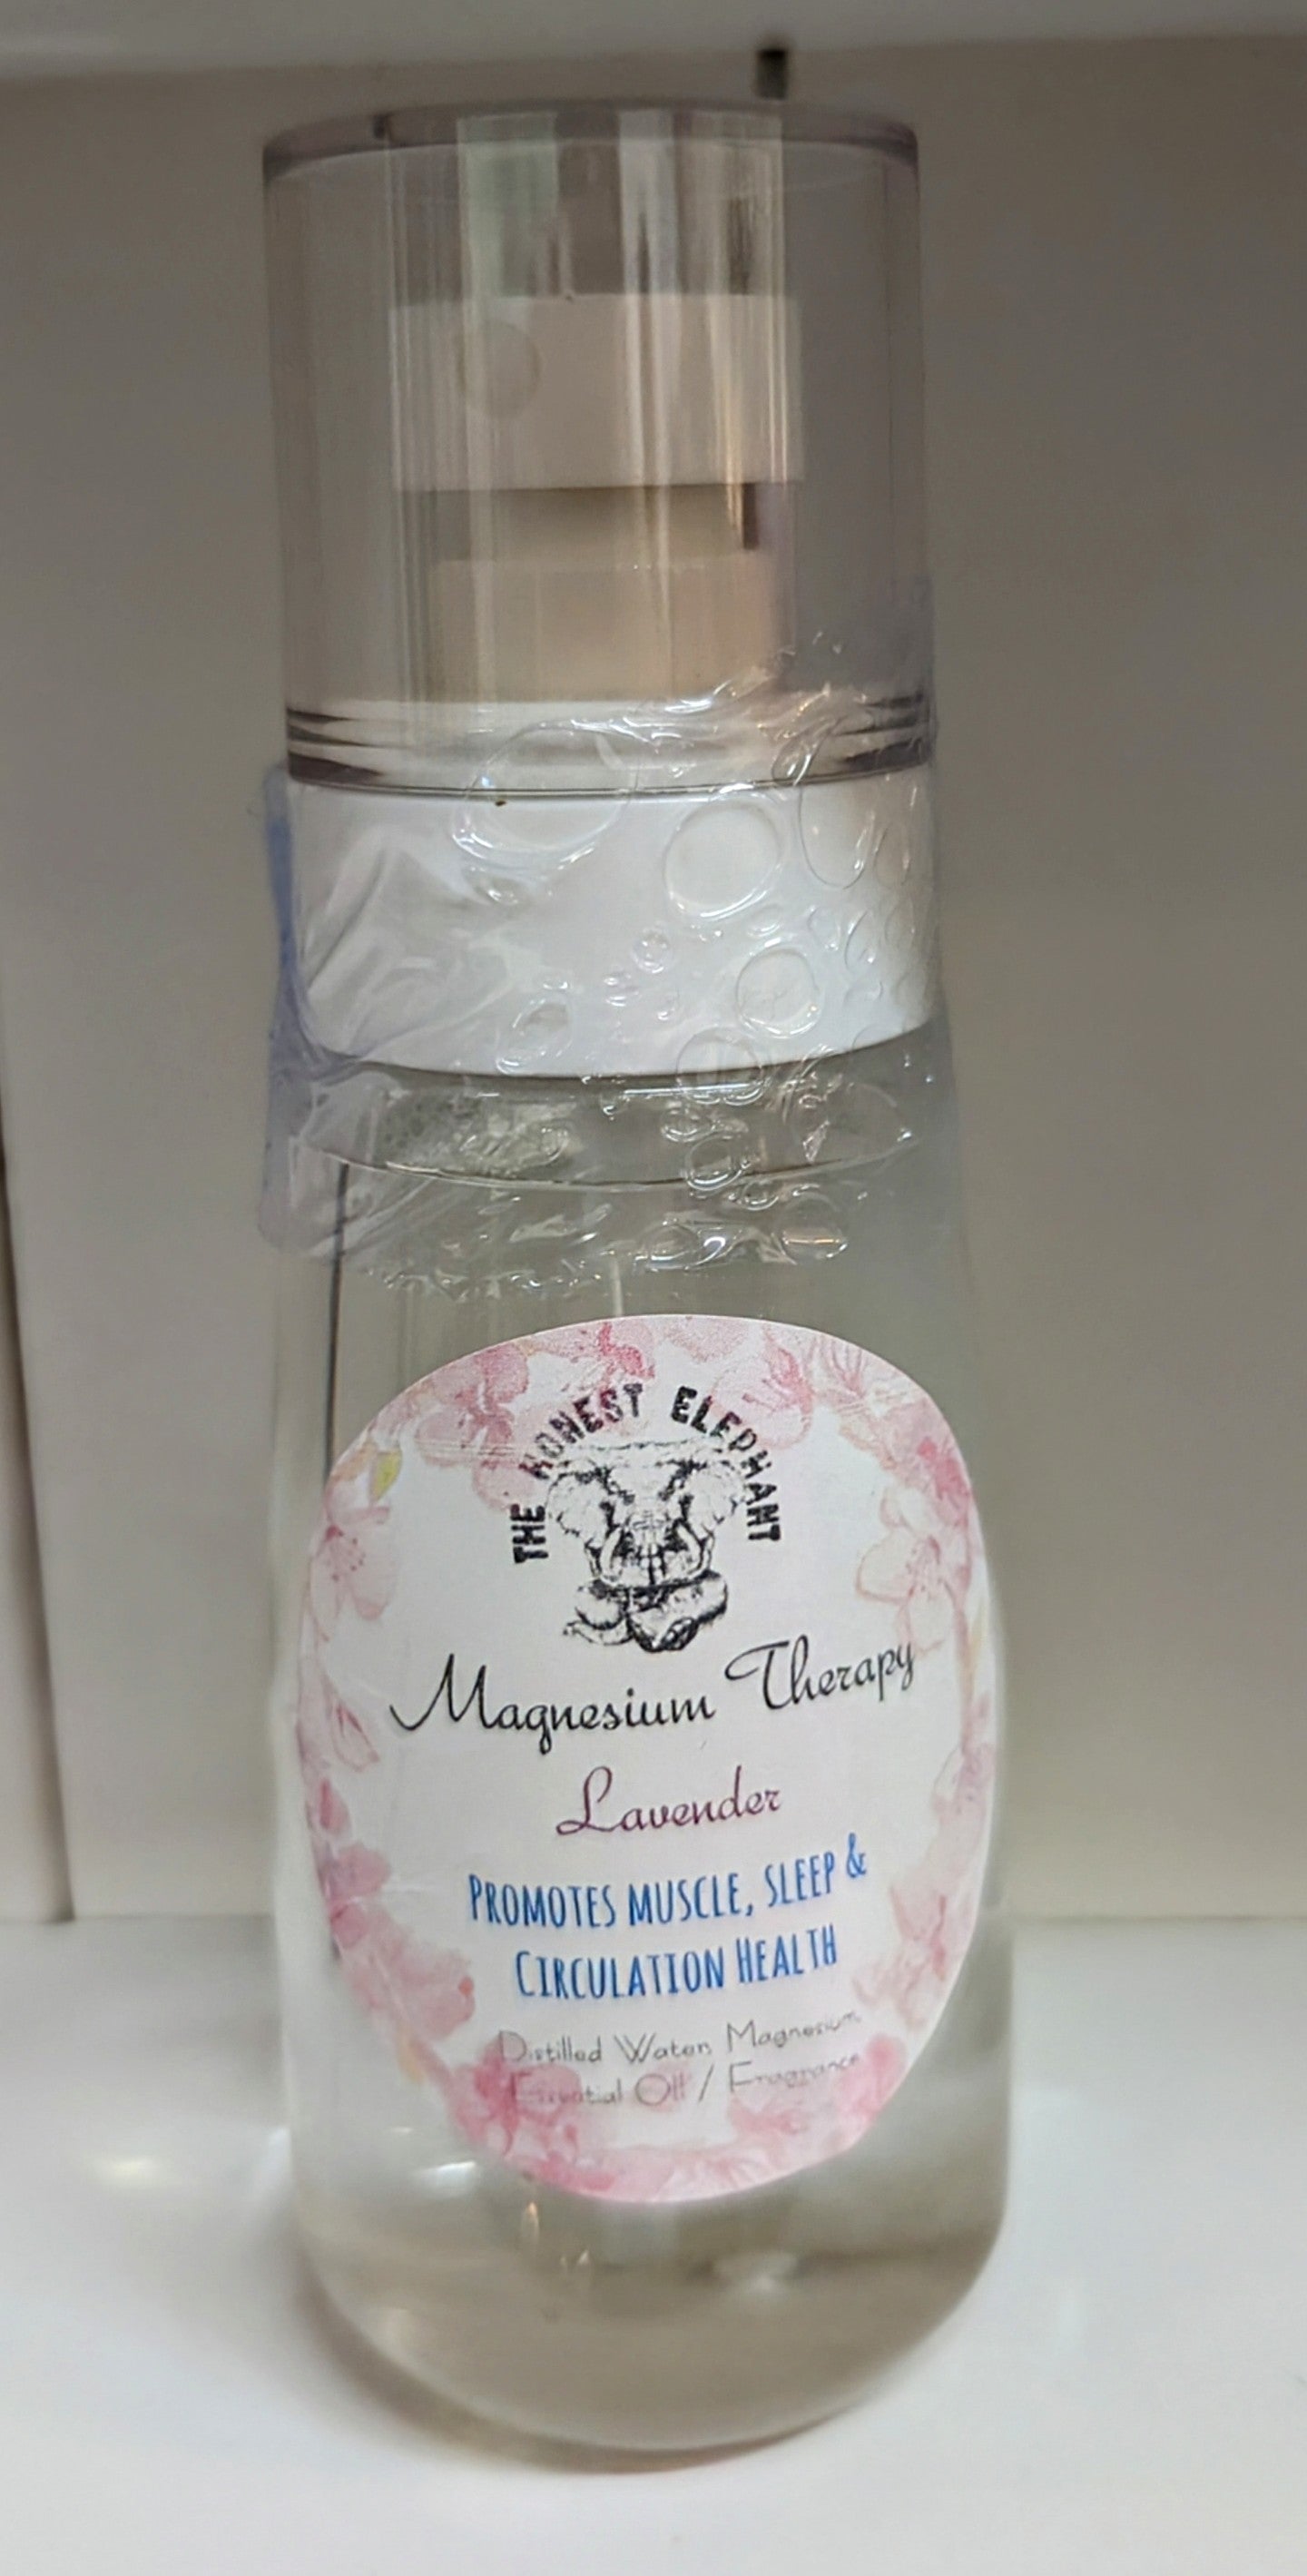 THE HONEST ELEPHANT
Magnesium Therapy
Lavender
PROMOTES MUSCLE, SLEEP &
CIRCULATION HEALTH
Distilled Water, Magnesium,
Essential Oil / Fragrance